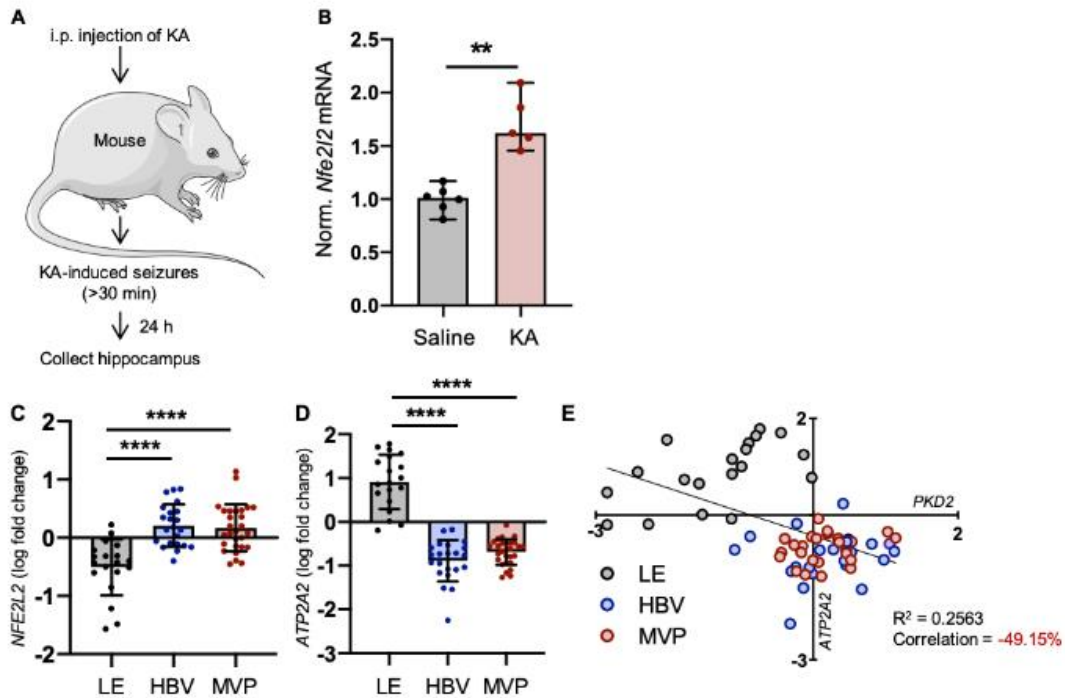 A
i.p. injection of KA
Mouse
KA-induced seizures
(>30 min)
24 h
Collect hippocampus
B
Norm. Nfe2l2 mRNA
2.5
2.0
1.5
1.0
0.5
0.0
**
Saline
KA
C
NFE2L2 (log fold change)
2
1
0
-1
-2
****
****
LE
HBV
MVP
D
ATP2A2 (log fold change)
2
1
0
-1
-2
-3
****
****
LE
HBV
MVP
E
2
PKD2
-3
2
LE
HBV
MVP
ATP2A2
-3
R² = 0.2563
Correlation = -49.15%